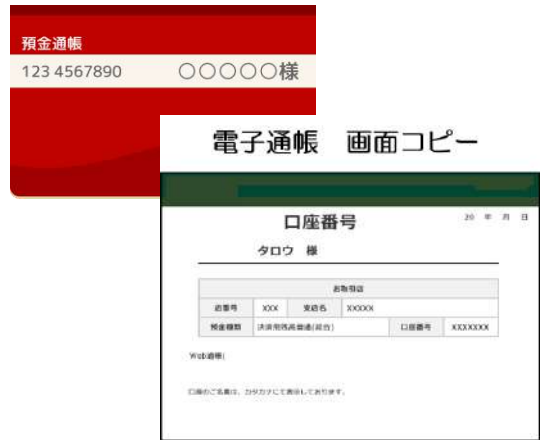 預金通帳
123 4567890 ○○○○○様
電子通帳 画面コピー
口座番号
20 年 月 日
タロウ 様
お取引店
店番号 XXX 支店名 XXXXX
預金種類 決済用残高普通(総合) 口座番号 XXXXXXX
Web通帳(
口座のご名義は、カタカナにて表示しております。